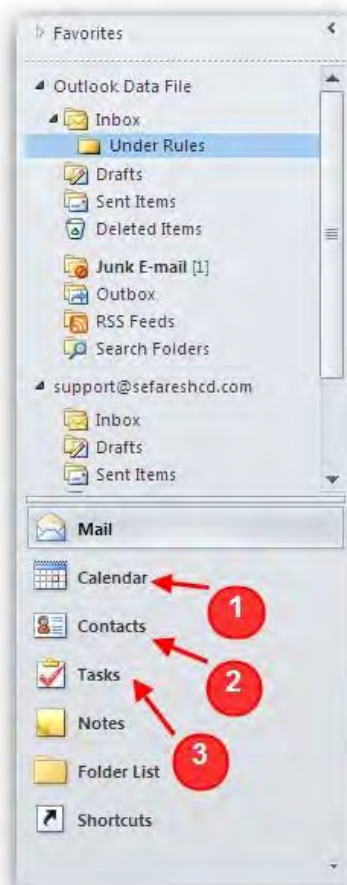 Favorites
Outlook Data File
Inbox
Under Rules
Drafts
Sent Items
Deleted Items
Junk E-mail [1]
Outbox
RSS Feeds
Search Folders
support@sefareshcd.com
Inbox
Drafts
Sent Items
Mail
Calendar
1
Contacts
2
Tasks
3
Notes
Folder List
Shortcuts